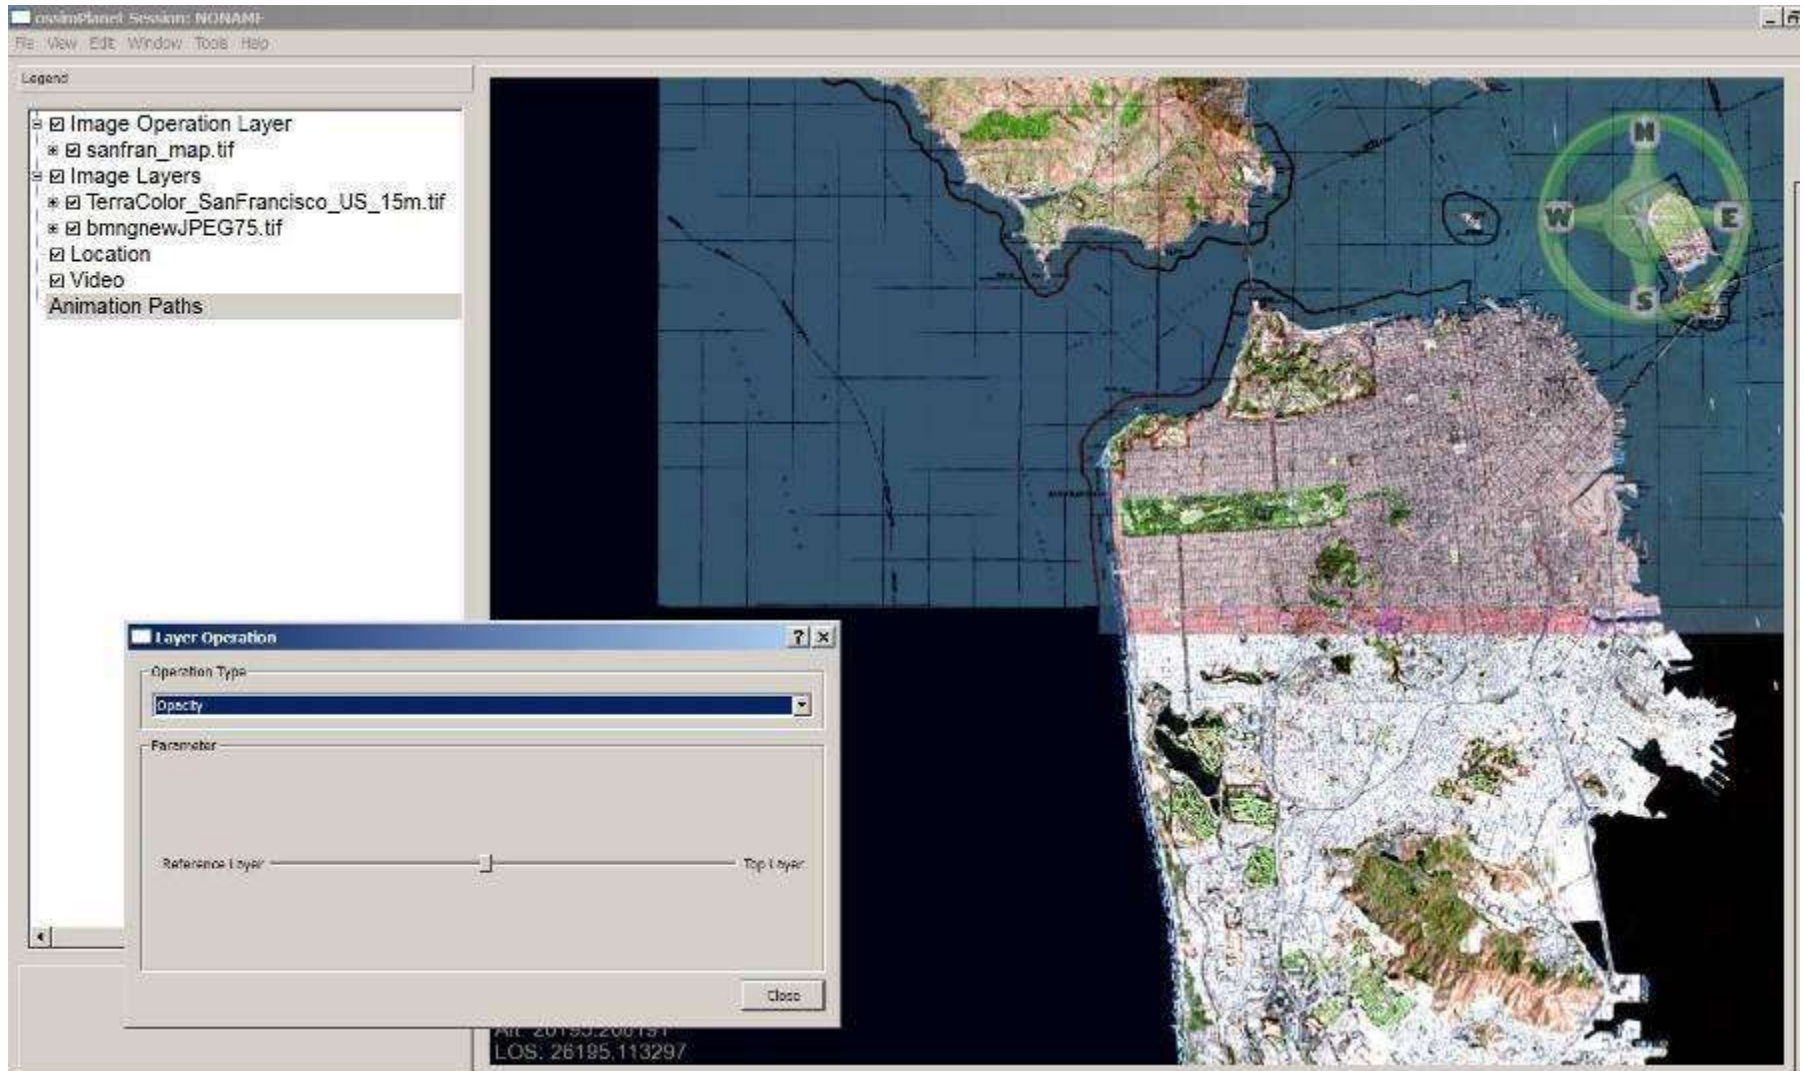 ossimPlanet Session: NONAME
File View Edit Window Tools Help
Legend
Image Operation Layer
sanfran_map.tif
Image Layers
TerraColor_SanFrancisco_US_15m.tif
bmngnewJPEG75.tif
Location
Video
Animation Paths
N
W
E
S
Layer Operation
Operation Type
Opacity
Parameter
Reference Layer
Top Layer
Close
LOS: 26195.113297